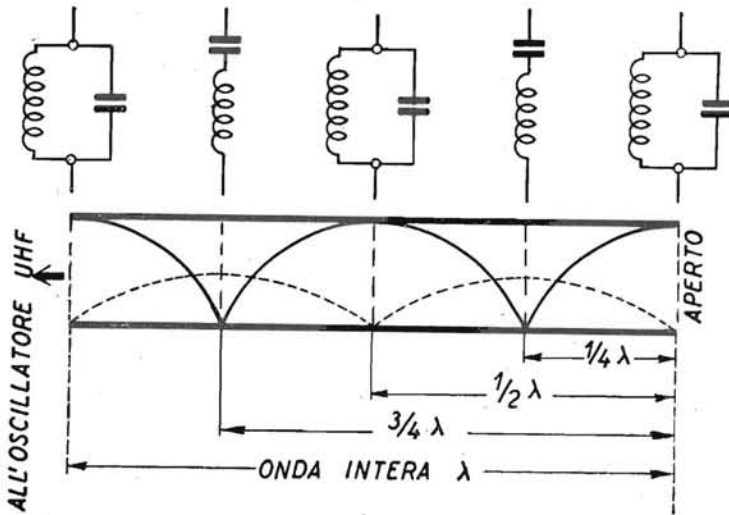 ALL'OSCILLATORE UHF
APERTO
1/4 λ
1/2 λ
3/4 λ
ONDA INTERA λ